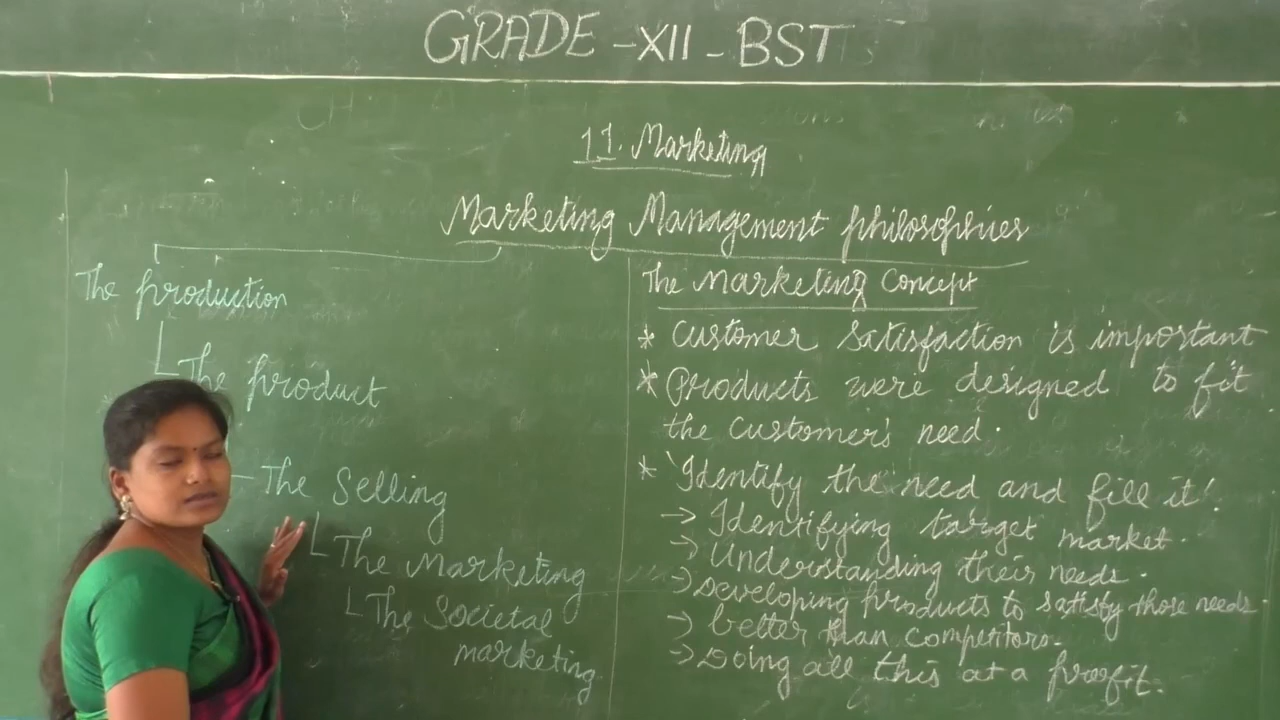 GRADE - XII - BST
11. Marketing
Marketing Management philosophies
The production
The product
The Selling
The Marketing
The Societal
marketing.
The Marketing Concept
* Customer Satisfaction is important
* Products were designed to fit
the customer's need.
* 'Identify the need and fill it'.
→ Identifying target market.
→ Understanding their needs.
→ Developing products to satisfy those needs.
→ better than competitors.
→ Doing all this at a profit.